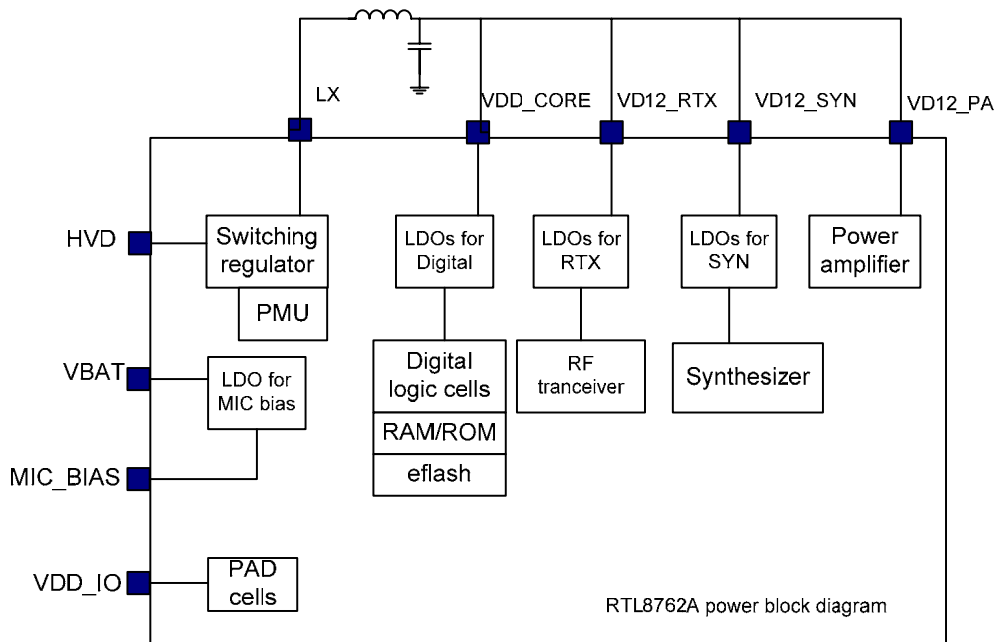 LX
VDD_CORE
VD12_RTX
VD12_SYN
VD12_PA
HVD
Switching
regulator
PMU
LDOs for
Digital
LDOs for
RTX
LDOs for
SYN
Power
amplifier
VBAT
LDO for
MIC bias
Digital
logic cells
RAM/ROM
eflash
RF
tranceiver
Synthesizer
MIC_BIAS
VDD_IO
PAD
cells
RTL8762A power block diagram